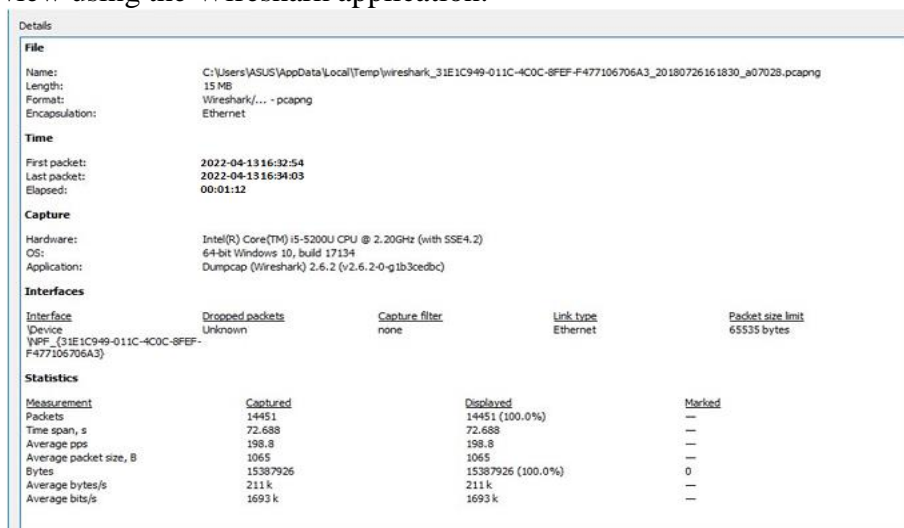 view using the Wireshark application.
Details
File
Name: C:\Users\ASUS\AppData\Local\Temp\wireshark_31E1C949-011C-4C0C-8FEF-F477106706A3_20180726161830_a07028.pcapng
Length: 15 MB
Format: Wireshark/... - pcapng
Encapsulation: Ethernet
Time
First packet: 2022-04-13 16:32:54
Last packet: 2022-04-13 16:34:03
Elapsed: 00:01:12
Capture
Hardware: Intel(R) Core(TM) i5-5200U CPU @ 2.20GHz (with SSE4.2)
OS: 64-bit Windows 10, build 17134
Application: Dumpcap (Wireshark) 2.6.2 (v2.6.2-0-g1b3cedbc)
Interfaces
Interface Dropped packets Capture filter Link type Packet size limit
\Device Unknown none Ethernet 65535 bytes
\NPF_{31E1C949-011C-4C0C-8FEF-
F477106706A3}
Statistics
Measurement Captured Displayed Marked
Packets 14451 14451 (100.0%) —
Time span, s 72.688 72.688 —
Average pps 198.8 198.8 —
Average packet size, B 1065 1065 —
Bytes 15387926 15387926 (100.0%) 0
Average bytes/s 211 k 211 k —
Average bits/s 1693 k 1693 k —